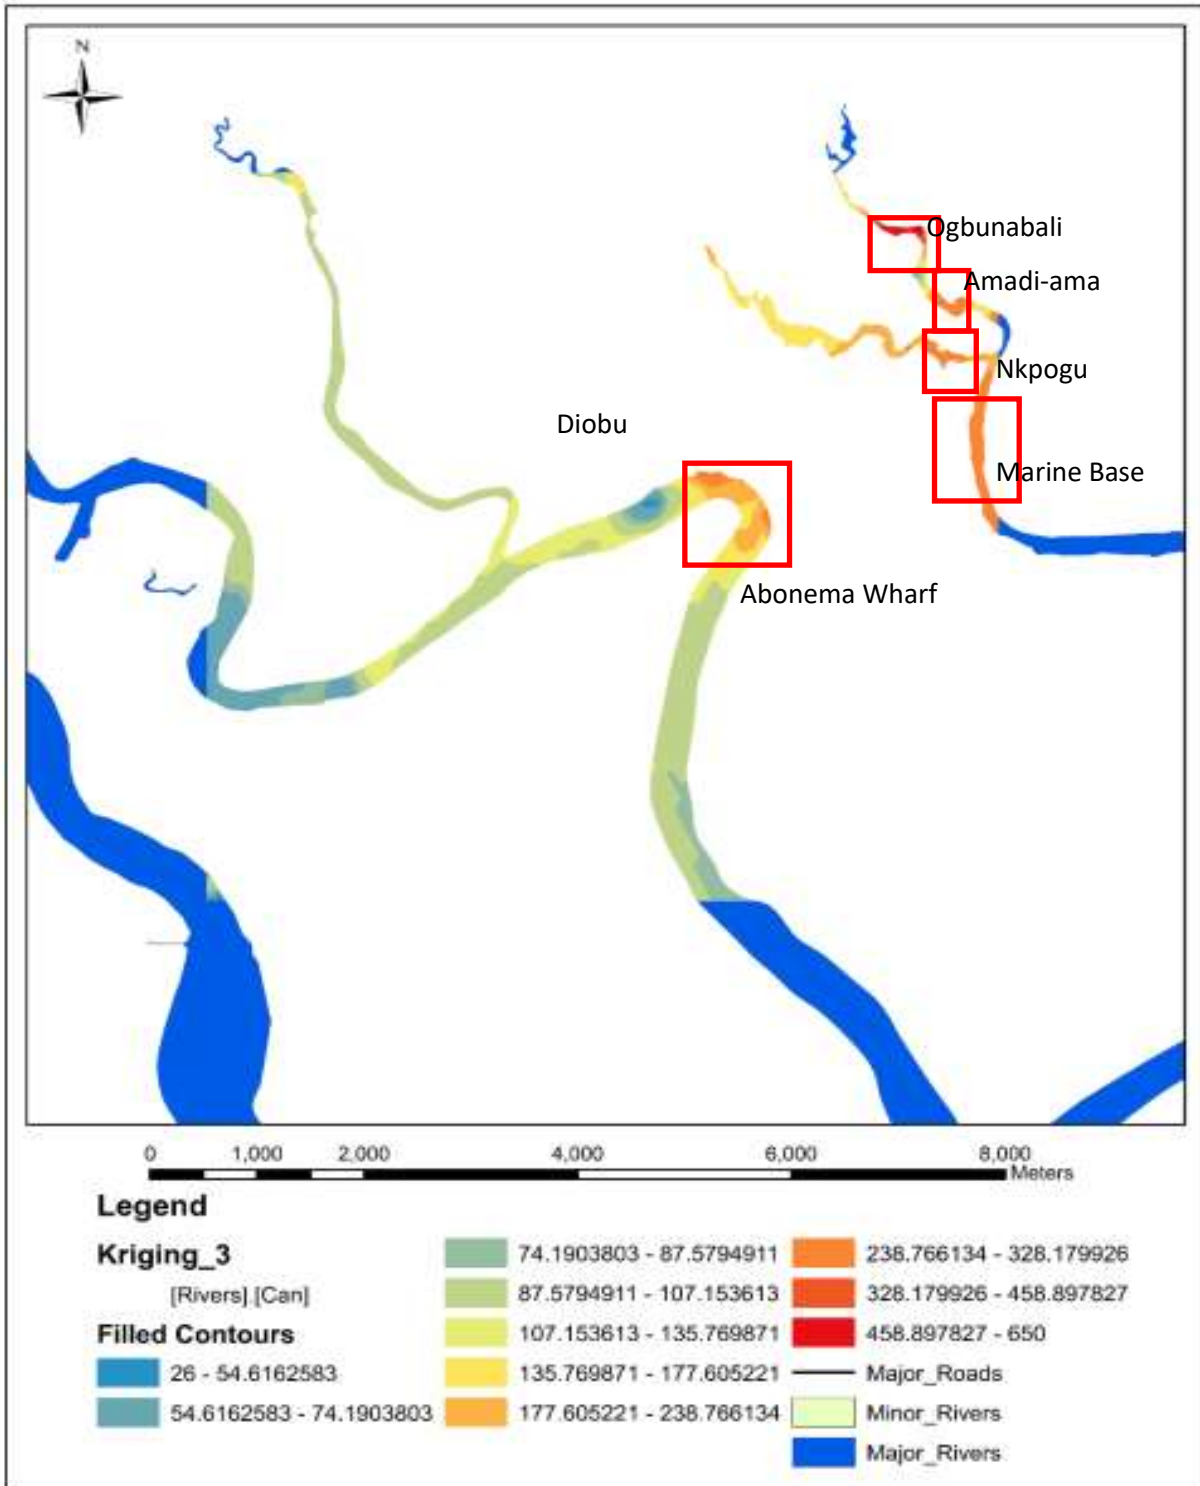 N
Ogbunabali
Amadi-ama
Nkpogu
Diobu
Marine Base
Abonema Wharf
0 1,000 2,000 4,000 6,000 8,000
Meters
Legend
Kriging_3
[Rivers].[Can]
Filled Contours
26 - 54.6162583
54.6162583 - 74.1903803
74.1903803 - 87.5794911
87.5794911 - 107.153613
107.153613 - 135.769871
135.769871 - 177.605221
177.605221 - 238.766134
238.766134 - 328.179926
328.179926 - 458.897827
458.897827 - 650
Major_Roads
Minor_Rivers
Major_Rivers